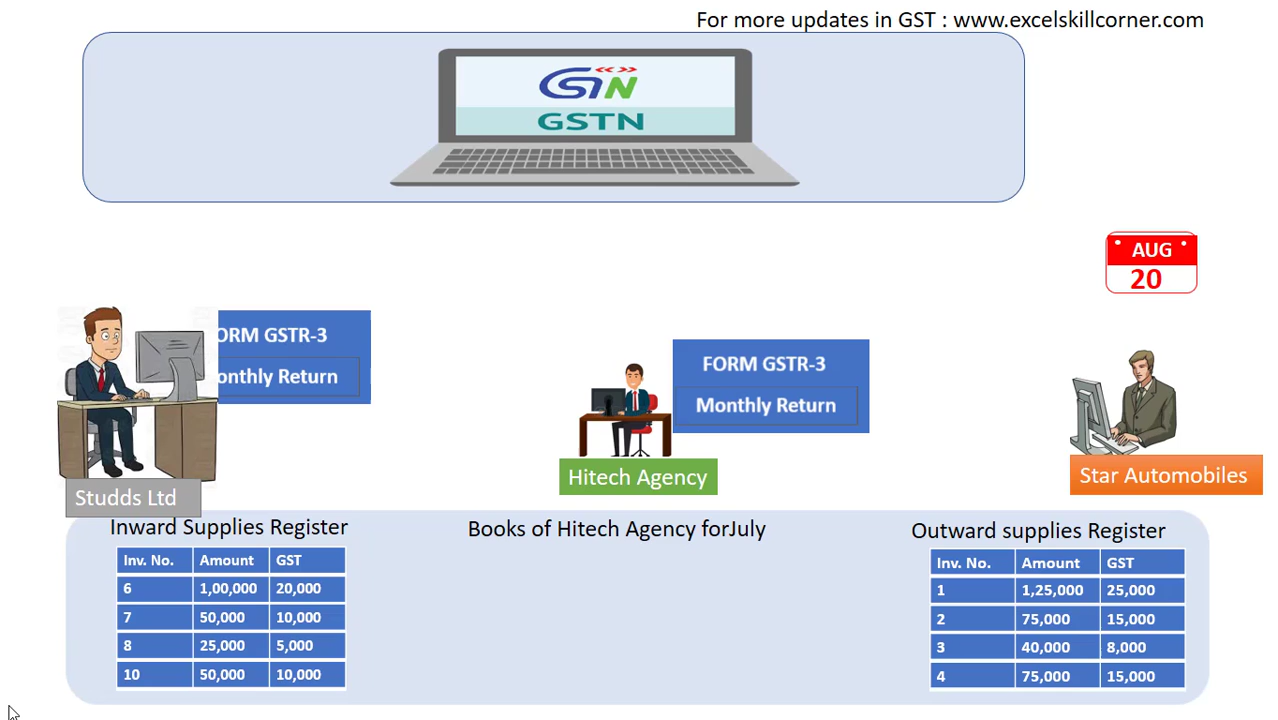 For more updates in GST : www.excelskillcorner.com
GSTN
GSTN
AUG
20
ORM GSTR-3
onthly Return
FORM GSTR-3
Monthly Return
Studds Ltd
Hitech Agency
Star Automobiles
Inward Supplies Register
Books of Hitech Agency forJuly
Outward supplies Register
Inv. No. Amount GST
6 1,00,000 20,000
7 50,000 10,000
8 25,000 5,000
10 50,000 10,000
Inv. No. Amount GST
1 1,25,000 25,000
2 75,000 15,000
3 40,000 8,000
4 75,000 15,000